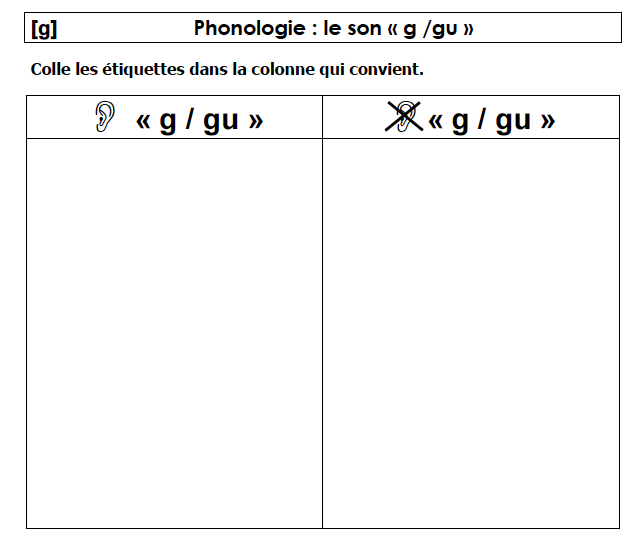 [g] Phonologie : le son « g /gu »
Colle les étiquettes dans la colonne qui convient.
« g / gu » « g / gu »